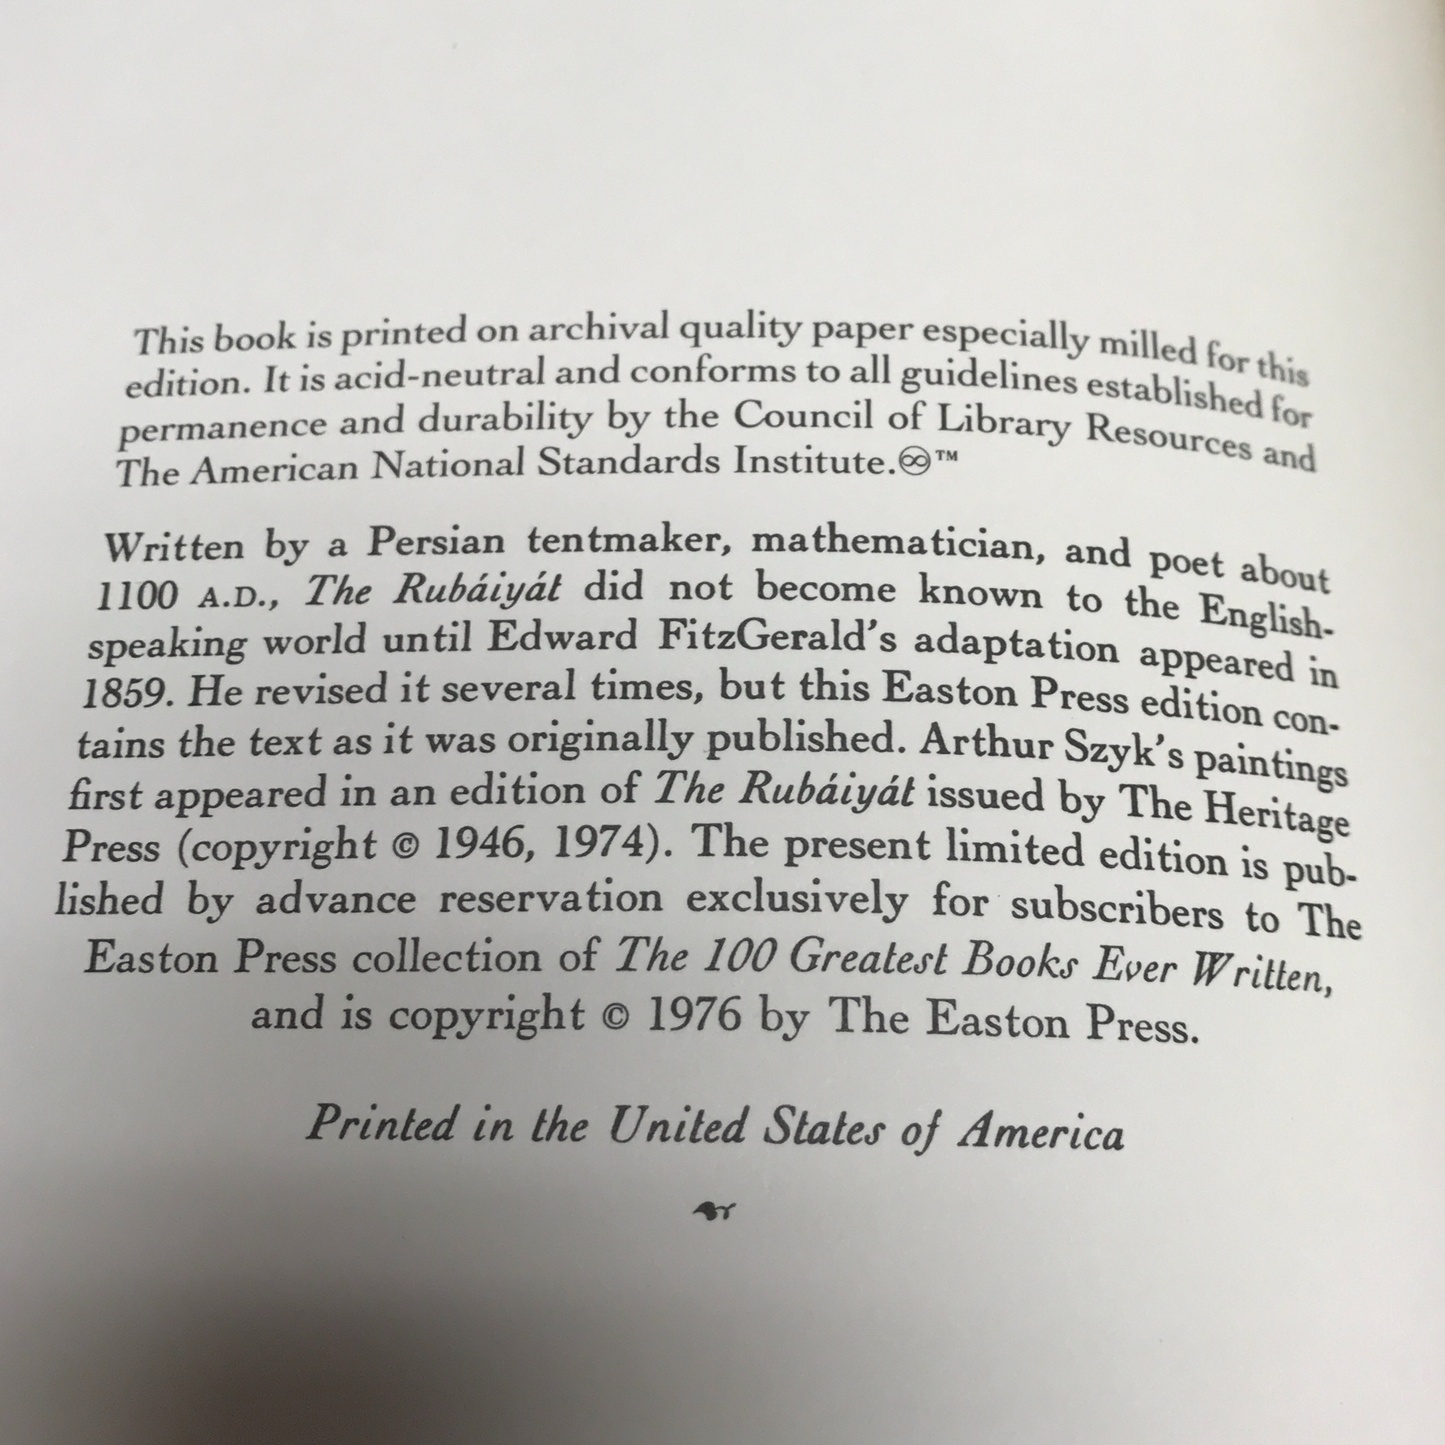 This book is printed on archival quality paper especially milled for this
edition. It is acid-neutral and conforms to all guidelines established for
permanence and durability by the Council of Library Resources and
The American National Standards Institute.♾™
Written by a Persian tentmaker, mathematician, and poet about
1100 A.D., The Rubáiyát did not become known to the English-
speaking world until Edward FitzGerald's adaptation appeared in
1859. He revised it several times, but this Easton Press edition con-
tains the text as it was originally published. Arthur Szyk's paintings
first appeared in an edition of The Rubáiyát issued by The Heritage
Press (copyright © 1946, 1974). The present limited edition is pub-
lished by advance reservation exclusively for subscribers to The
Easton Press collection of The 100 Greatest Books Ever Written,
and is copyright © 1976 by The Easton Press.
Printed in the United States of America